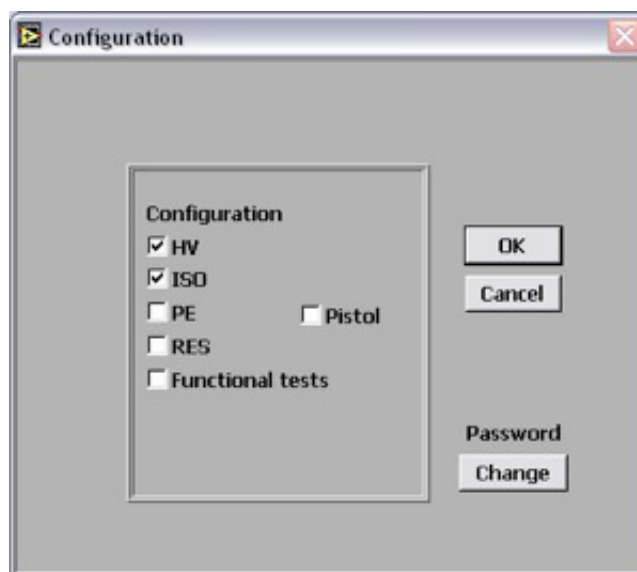 Configuration
Configuration
HV
ISO
PE
Pistol
RES
Functional tests
OK
Cancel
Password
Change